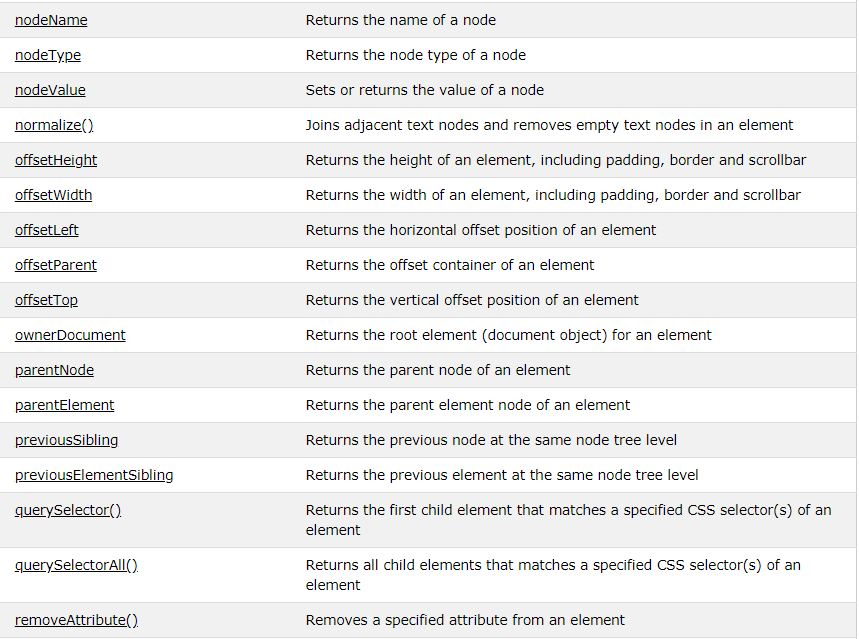 nodeName Returns the name of a node
nodeType Returns the node type of a node
nodeValue Sets or returns the value of a node
normalize() Joins adjacent text nodes and removes empty text nodes in an element
offsetHeight Returns the height of an element, including padding, border and scrollbar
offsetWidth Returns the width of an element, including padding, border and scrollbar
offsetLeft Returns the horizontal offset position of an element
offsetParent Returns the offset container of an element
offsetTop Returns the vertical offset position of an element
ownerDocument Returns the root element (document object) for an element
parentNode Returns the parent node of an element
parentElement Returns the parent element node of an element
previousSibling Returns the previous node at the same node tree level
previousElementSibling Returns the previous element at the same node tree level
querySelector() Returns the first child element that matches a specified CSS selector(s) of an
element
querySelectorAll() Returns all child elements that matches a specified CSS selector(s) of an
element
removeAttribute() Removes a specified attribute from an element